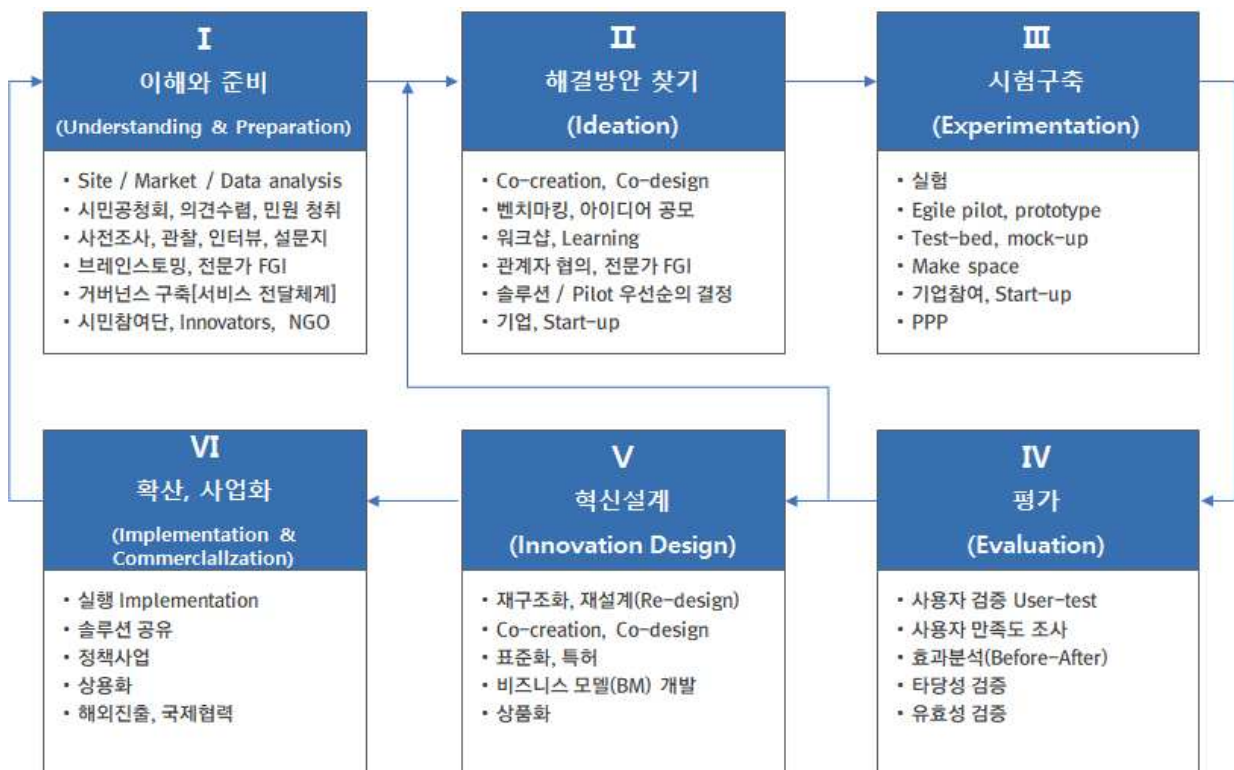 Ⅰ
이해와 준비
(Understanding & Preparation)
• Site / Market / Data analysis
• 시민공청회, 의견수렴, 민원 청취
• 사전조사, 관찰, 인터뷰, 설문지
• 브레인스토밍, 전문가 FGI
• 거버넌스 구축[서비스 전달체계]
• 시민참여단, Innovators, NGO
Ⅱ
해결방안 찾기
(Ideation)
• Co-creation, Co-design
• 벤치마킹, 아이디어 공모
• 워크샵, Learning
• 관계자 협의, 전문가 FGI
• 솔루션 / Pilot 우선순의 결정
• 기업, Start-up
Ⅲ
시험구축
(Experimentation)
• 실험
• Egile pilot, prototype
• Test-bed, mock-up
• Make space
• 기업참여, Start-up
• PPP
Ⅳ
평가
(Evaluation)
• 사용자 검증 User-test
• 사용자 만족도 조사
• 효과분석(Before-After)
• 타당성 검증
• 유효성 검증
Ⅴ
혁신설계
(Innovation Design)
• 재구조화, 재설계(Re-design)
• Co-creation, Co-design
• 표준화, 특허
• 비즈니스 모델(BM) 개발
• 상품화
Ⅵ
확산, 사업화
(Implementation &
Commerclallzation)
• 실행 Implementation
• 솔루션 공유
• 정책사업
• 상용화
• 해외진출, 국제협력